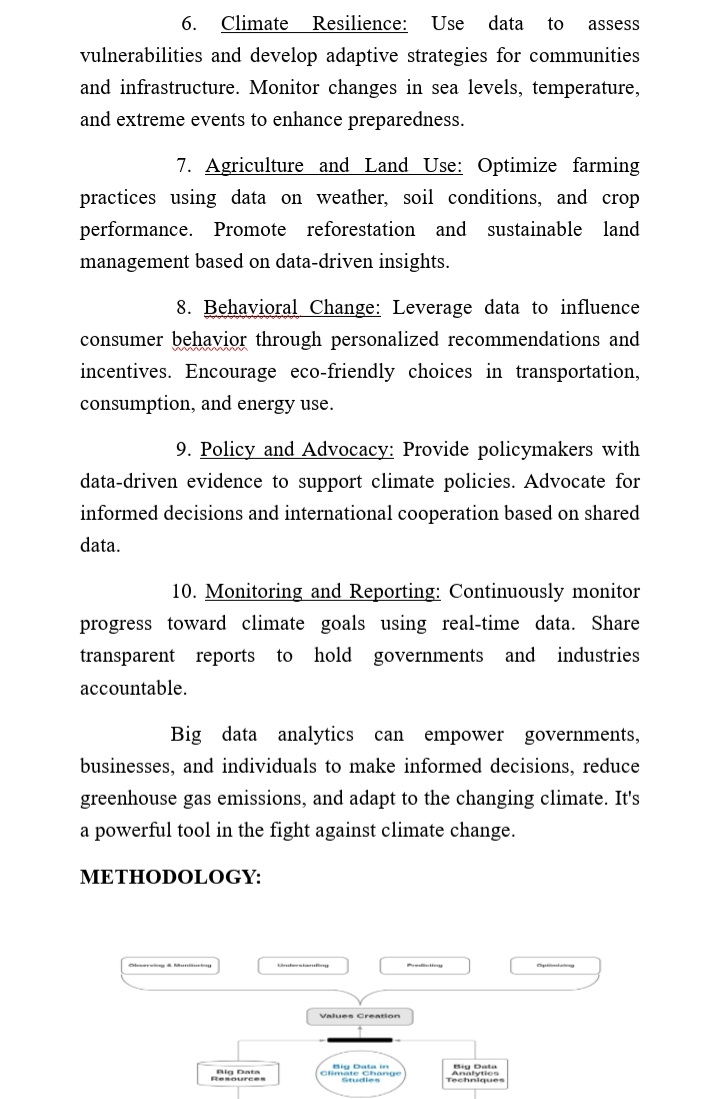 6. Climate Resilience: Use data to assess
vulnerabilities and develop adaptive strategies for communities
and infrastructure. Monitor changes in sea levels, temperature,
and extreme events to enhance preparedness.
7. Agriculture and Land Use: Optimize farming
practices using data on weather, soil conditions, and crop
performance. Promote reforestation and sustainable land
management based on data-driven insights.
8. Behavioral Change: Leverage data to influence
consumer behavior through personalized recommendations and
incentives. Encourage eco-friendly choices in transportation,
consumption, and energy use.
9. Policy and Advocacy: Provide policymakers with
data-driven evidence to support climate policies. Advocate for
informed decisions and international cooperation based on shared
data.
10. Monitoring and Reporting: Continuously monitor
progress toward climate goals using real-time data. Share
transparent reports to hold governments and industries
accountable.
Big data analytics can empower governments,
businesses, and individuals to make informed decisions, reduce
greenhouse gas emissions, and adapt to the changing climate. It's
a powerful tool in the fight against climate change.
METHODOLOGY:
Observing & Monitoring
Understanding
Predicting
Optimizing
Values Creation
Big Data
Resources
Big Data in
Climate Change
Studies
Big Data
Analytics
Techniques